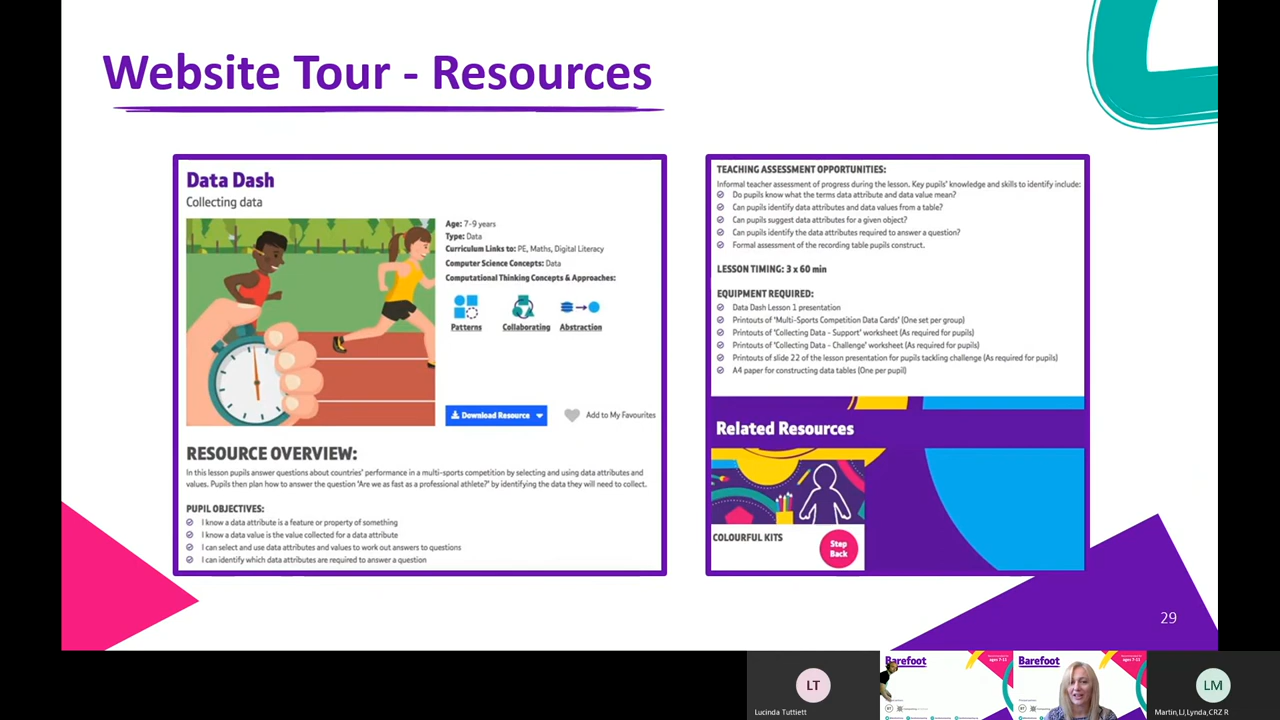 Website Tour - Resources
Data Dash
Collecting data
Age: 7-9 years
Type: Data
Curriculum Links to: PE, Maths, Digital Literacy
Computer Science Concepts: Data
Computational Thinking Concepts & Approaches:
Patterns
Collaborating
Abstraction
Download Resource
Add to My Favourites
RESOURCE OVERVIEW:
In this lesson pupils answer questions about countries' performance in a multi-sports competition by selecting and using data attributes and
values. Pupils then plan how to answer the question 'Are we as fast as a professional athlete?' by identifying the data they will need to collect.
PUPIL OBJECTIVES:
I know a data attribute is a feature or property of something
I know a data value is the value collected for a data attribute
I can select and use data attributes and values to work out answers to questions
I can identify which data attributes are required to answer a question
TEACHING ASSESSMENT OPPORTUNITIES:
Informal teacher assessment of progress during the lesson. Key pupils' knowledge and skills to identify include:
Do pupils know what the terms data attribute and data value mean?
Can pupils identify data attributes and data values from a table?
Can pupils suggest data attributes for a given object?
Can pupils identify the data attributes required to answer a question?
Formal assessment of the recording table pupils construct.
LESSON TIMING: 3 x 60 min
EQUIPMENT REQUIRED:
Data Dash Lesson 1 presentation
Printouts of 'Multi-Sports Competition Data Cards' (One set per group)
Printouts of 'Collecting Data - Support' worksheet (As required for pupils)
Printouts of 'Collecting Data - Challenge' worksheet (As required for pupils)
Printouts of slide 22 of the lesson presentation for pupils tackling challenge (As required for pupils)
A4 paper for constructing data tables (One per pupil)
Related Resources
COLOURFUL KITS
Step
Back
29
LT
Lucinda Tuttiett
Barefoot
ages 7-11
Barefoot
ages 7-11
LM
Martin,LJ,Lynda,CRZ R